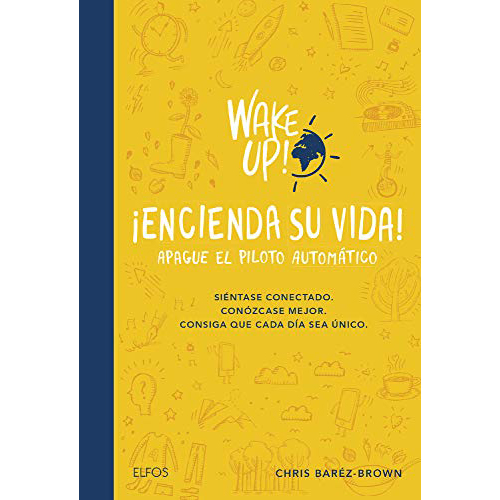 WAKE
UP!
¡ENCIENDA SU VIDA!
APAGUE EL PILOTO AUTOMÁTICO
SIÉNTASE CONECTADO.
CONÓZCASE MEJOR.
CONSIGA QUE CADA DÍA SEA ÚNICO.
ELFOS
CHRIS BARÉZ-BROWN